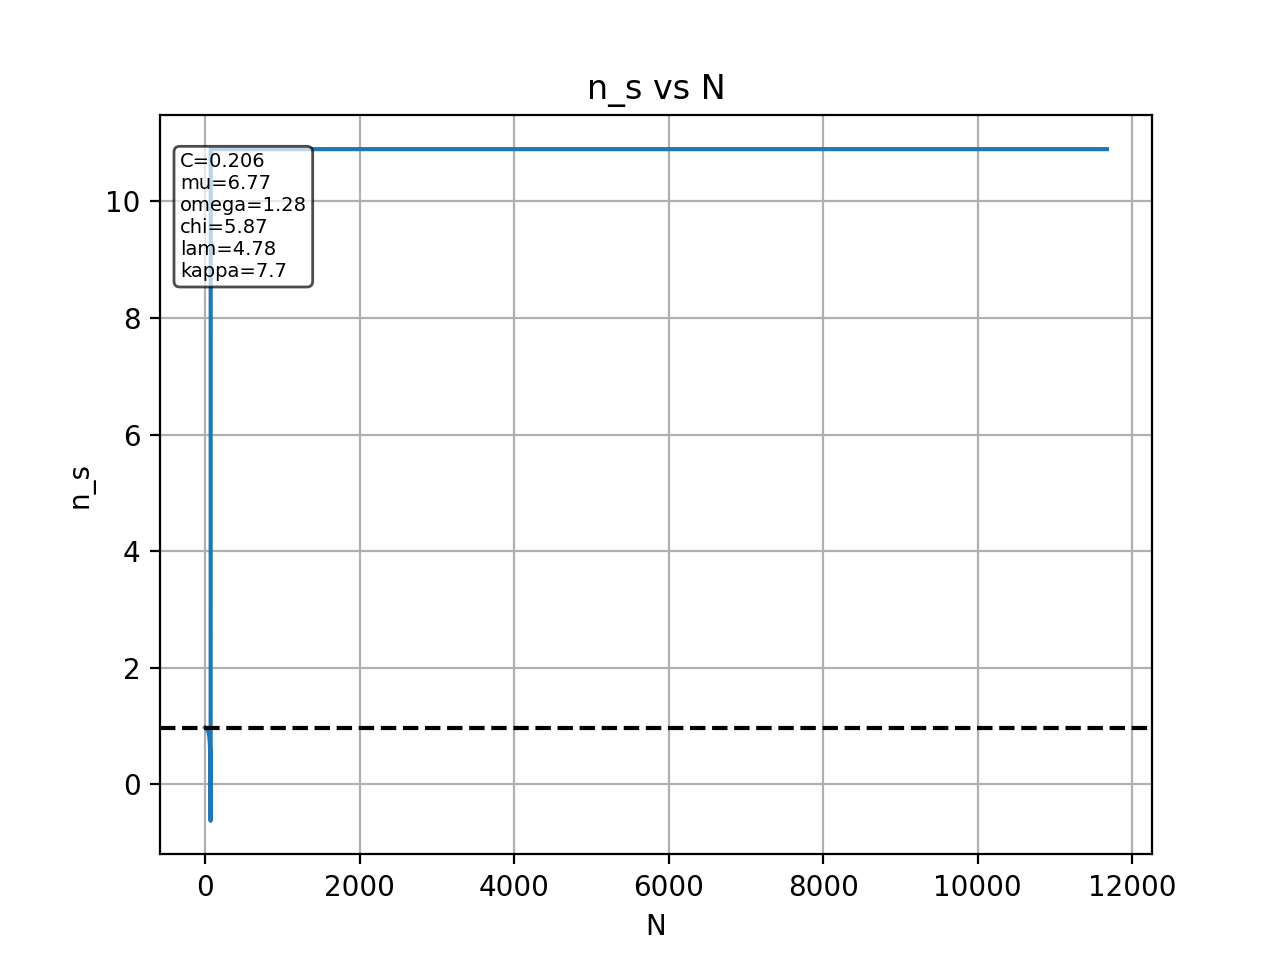 n_s vs N
C=0.206
mu=6.77
omega=1.28
chi=5.87
lam=4.78
kappa=7.7
10
8
6
4
2
0
n_s
0 2000 4000 6000 8000 10000 12000
N